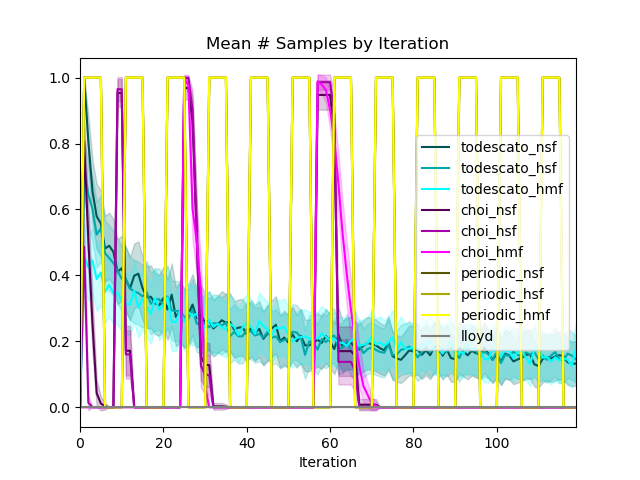 Mean # Samples by Iteration
1.0
0.8
0.6
0.4
0.2
0.0
0
20
40
60
80
100
Iteration
todescato_nsf
todescato_hsf
todescato_hmf
choi_nsf
choi_hsf
choi_hmf
periodic_nsf
periodic_hsf
periodic_hmf
lloyd